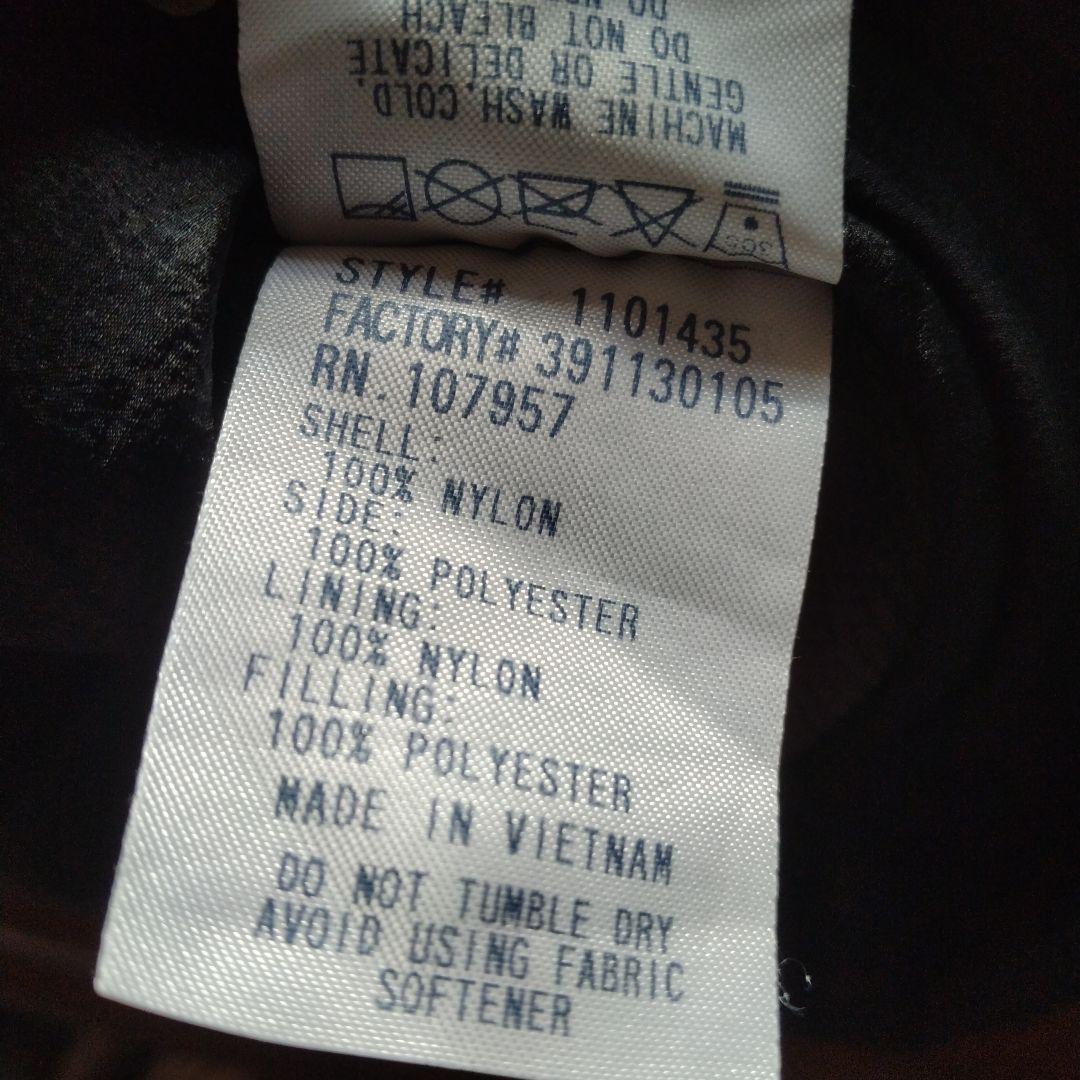 MACHINE WASH,COLD,
GENTLE OR DELICATE
DO NOT BLEACH
DO
30°
STYLE# 1101435
FACTORY# 391130105
RN. 107957
SHELL:
100% NYLON
SIDE:
100% POLYESTER
LINING:
100% NYLON
FILLING:
100% POLYESTER
MADE IN VIETNAM
DO NOT TUMBLE DRY
AVOID USING FABRIC
SOFTENER